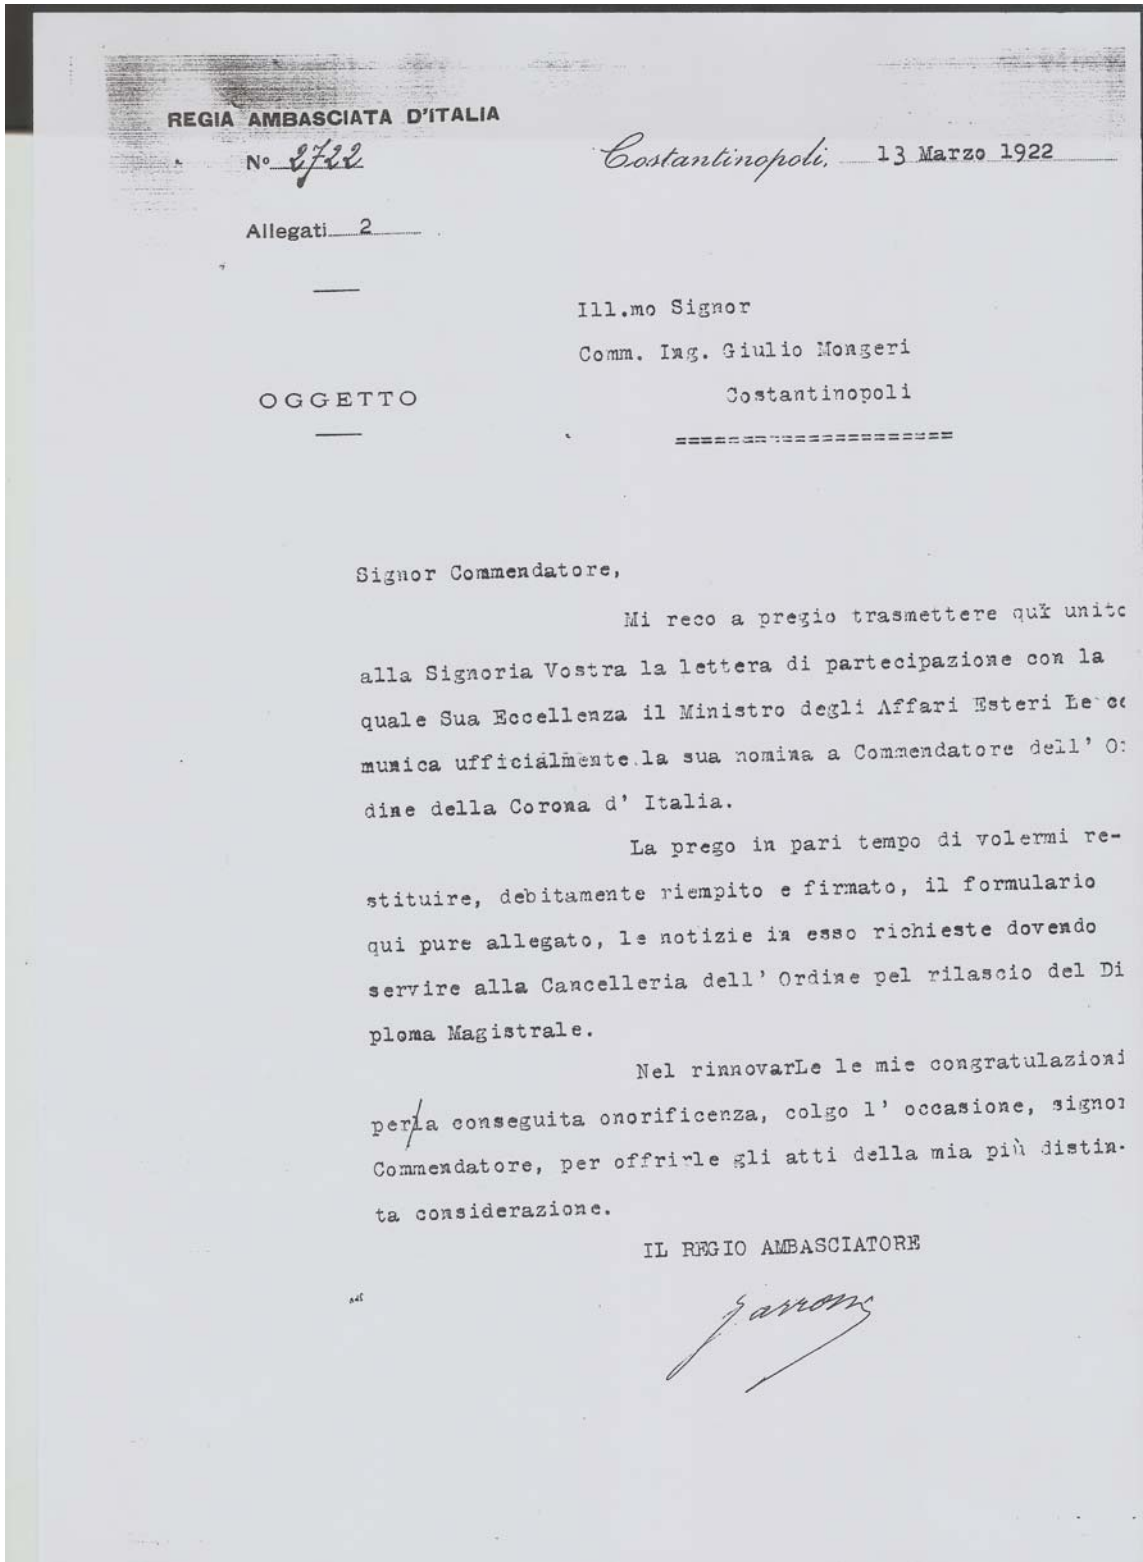 REGIA AMBASCIATA D'ITALIA
Nº 2722
Costantinopoli, 13 Marzo 1922
Allegati 2
Ill.mo Signor
Comm. Ing. Giulio Mongeri
Costantinopoli
OGGETTO
=====================
Signor Commendatore,
Mi reco a pregio trasmettere qui unito
alla Signoria Vostra la lettera di partecipazione con la
quale Sua Eccellenza il Ministro degli Affari Esteri Le co
munica ufficialmente la sua nomina a Commendatore dell' Or
dine della Corona d' Italia.
La prego in pari tempo di volermi re-
stituire, debitamente riempito e firmato, il formulario
qui pure allegato, le notizie in esso richieste dovendo
servire alla Cancelleria dell' Ordine pel rilascio del Di
ploma Magistrale.
Nel rinnovarLe le mie congratulazioni
per/la conseguita onorificenza, colgo l' occasione, signor
Commendatore, per offrirle gli atti della mia più distin-
ta considerazione.
IL REGIO AMBASCIATORE
Garroni